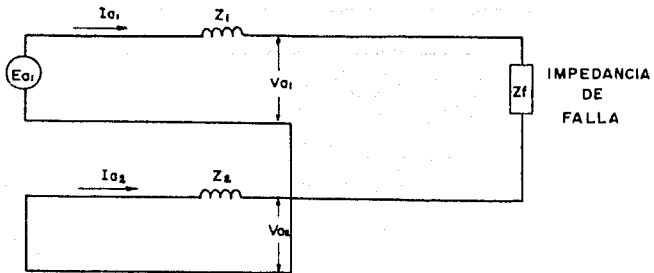 Ia₁
Z₁
Ea₁
Va₁
Zf
IMPEDANCIA
DE
FALLA
Ia₂
Z₂
Va₂